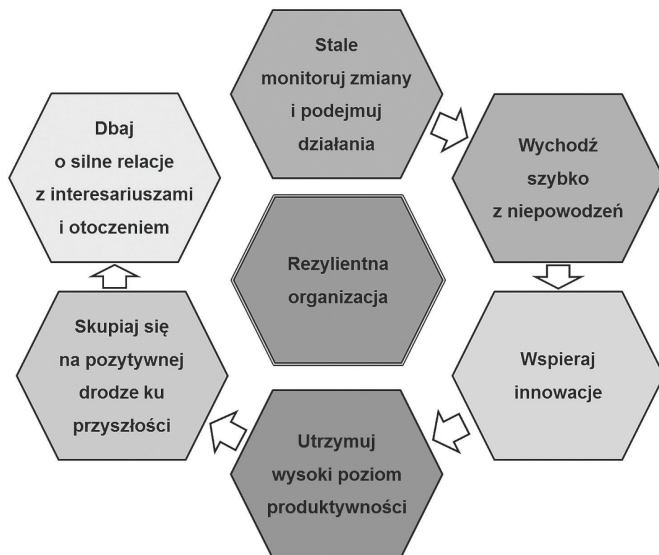 Stale
monitoruj zmiany
i podejmuj
działania
Wychodź
szybko
z niepowodzeń
Wspieraj
innowacje
Utrzymuj
wysoki poziom
produktywności
Skupiaj się
na pozytywnej
drodze ku
przyszłości
Dbaj
o silne relacje
z interesariuszami
i otoczeniem
Rezylientna
organizacja